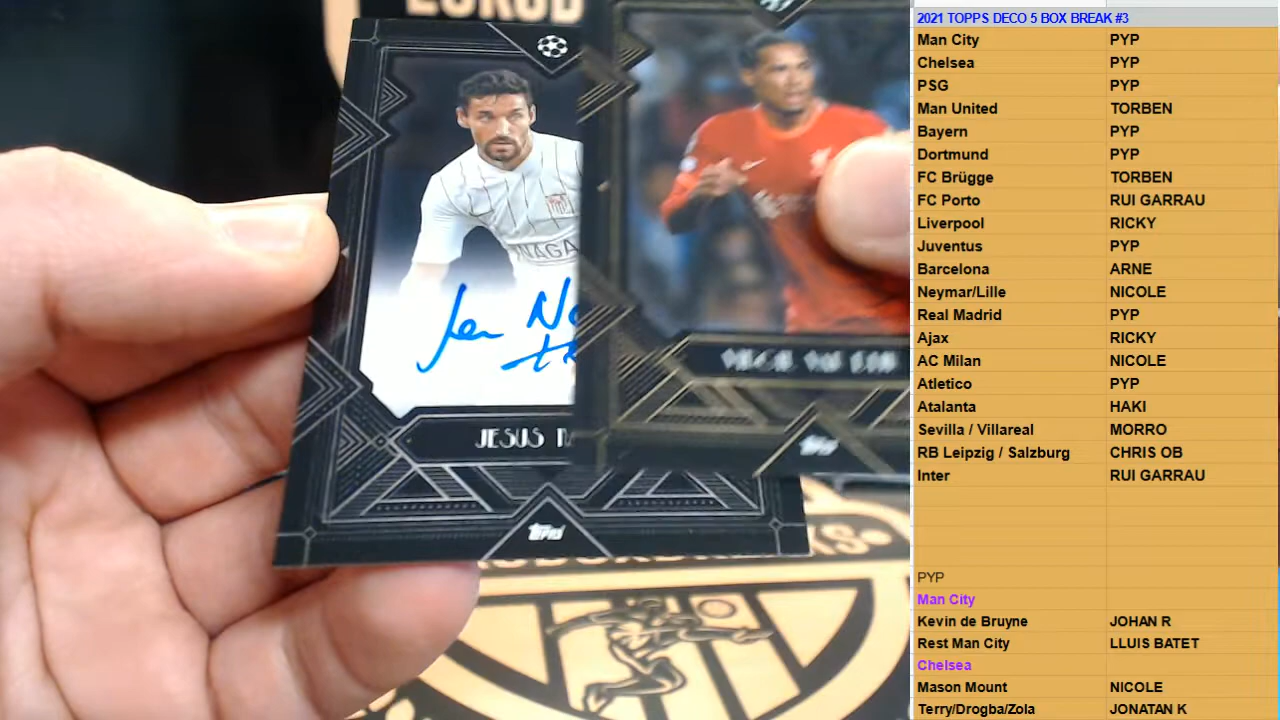 JESUS
NAGA
Topps
2021 TOPPS DECO 5 BOX BREAK #3
Man City PYP
Chelsea PYP
PSG PYP
Man United TORBEN
Bayern PYP
Dortmund PYP
FC Brügge TORBEN
FC Porto RUI GARRAU
Liverpool RICKY
Juventus PYP
Barcelona ARNE
Neymar/Lille NICOLE
Real Madrid PYP
Ajax RICKY
AC Milan NICOLE
Atletico PYP
Atalanta HAKI
Sevilla / Villareal MORRO
RB Leipzig / Salzburg CHRIS OB
Inter RUI GARRAU
PYP
Man City
Kevin de Bruyne JOHAN R
Rest Man City LLUIS BATET
Chelsea
Mason Mount NICOLE
Terry/Drogba/Zola JONATAN K